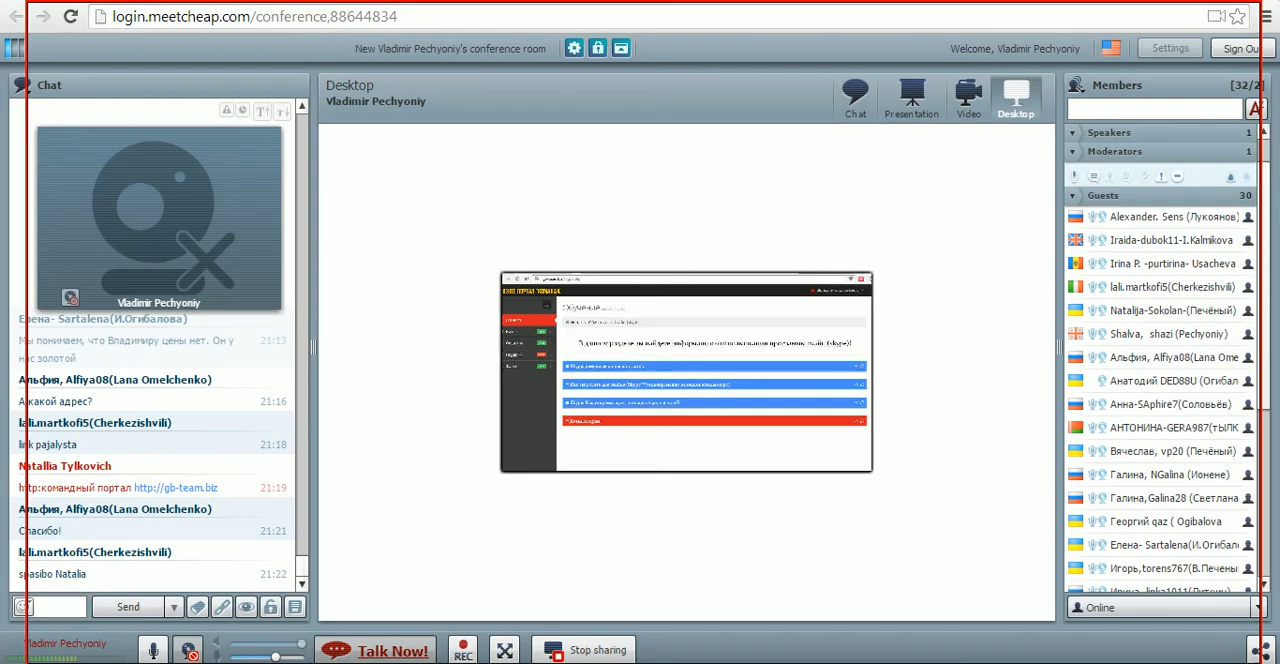 login.meetcheap.com/conference,88644834
New Vladimir Pechyoniy's conference room
Welcome, Vladimir Pechyoniy
Settings
Sign Ou
Chat
Vladimir Pechyoniy
Елена- Sartalena(И.Огибалова)
Мы понимаем, что Владимиру цены нет. Он у нас золотой 21:13
Альфия, Alfiya08(Lana Omelchenko)
А какой адрес? 21:16
lali.martkofi5(Cherkezishvili)
link pajalysta 21:18
Natallia Tylkovich
http:командный портал http://gb-team.biz 21:19
Альфия, Alfiya08(Lana Omelchenko)
Спасибо! 21:21
lali.martkofi5(Cherkezishvili)
spasibo Natalia 21:22
Send
Desktop
Vladimir Pechyoniy
Chat
Presentation
Video
Desktop
Обучение
Members [32/2]
Speakers 1
Moderators 1
Guests 30
Alexander. Sens (Лукоянов)
Iraida-dubok11-I.Kalmikova
Irina P. -purtirina- Usacheva
lali.martkofi5(Cherkezishvili)
Natalija-Sokolan-(Печёный)
Shalva, shazi (Pechyoniy)
Альфия, Alfiya08(Lana Ome
Анатодий DED88U (Огибал
Анна-SAphire7(Соловьёв)
АНТОНИНА-GERA987(тЫЛК
Вячеслав, vp20 (Печёный)
Галина, NGalina (Ионене)
Галина,Galina28 (Светлана
Георгий qaz ( Ogibalova
Елена- Sartalena(И.Огибал
Игорь,torens767(В.Печены
Ирина, linka1011(Путкин)
Online
Vladimir Pechyoniy
Talk Now!
REC
Stop sharing